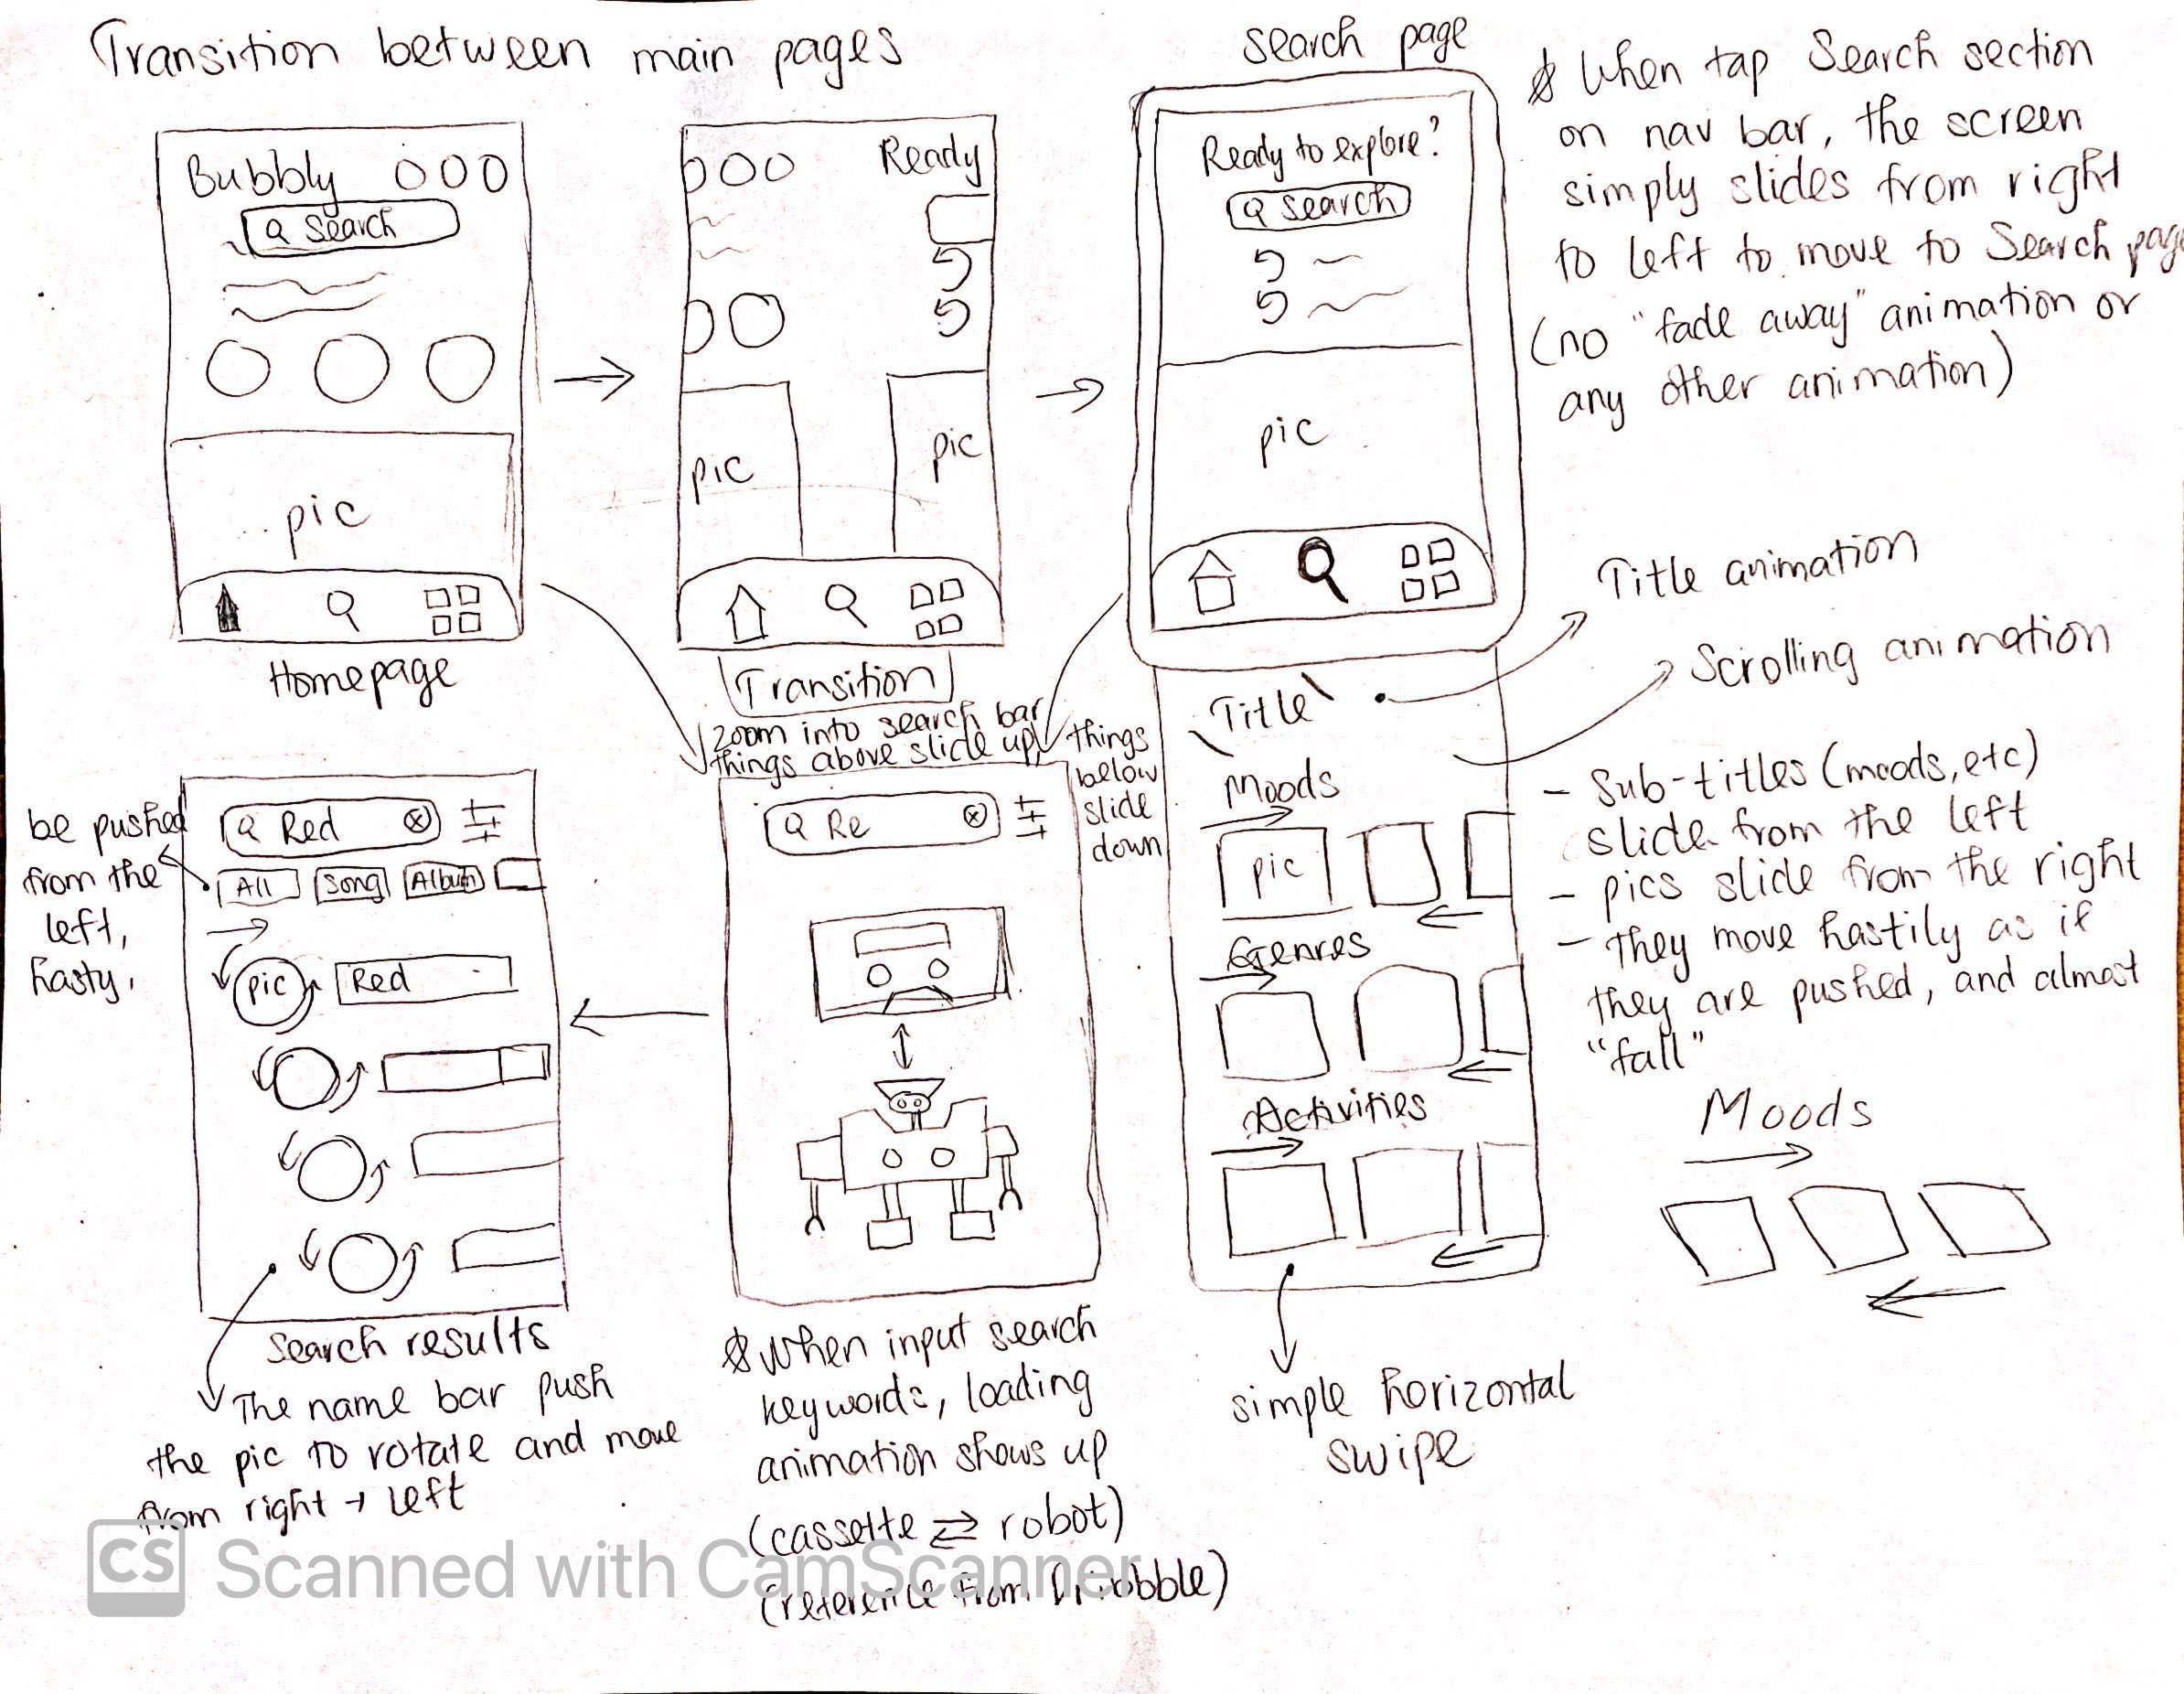 Transition between main pages
Bubbly
Search
pic
Homepage
Ready
pic
pic
Transition
search page
Ready to explore?
search
pic
When tap Search section
on nav bar, the screen
simply slides from right
to left to move to Search page
(no "fade away" animation or
any other animation)
Title animation
Scrolling animation
zoom into search bar
things above slide up,
things
below
slide
down
Title
Moods
pic
Genres
Activities
- Sub-titles (moods, etc)
slide from the left
- pics slide from the right
- they move hastily as if
they are pushed, and almost
"fall"
Moods
simple horizontal
swipe
Re
When input search
keywords, loading
animation shows up
(cassette ⇄ robot)
(reference from Dribbble)
be pushed
from the
left,
hasty,
Red
All Song Album
pic Red
Search results
The name bar push
the pic to rotate and move
from right → left
CS Scanned with CamScanner